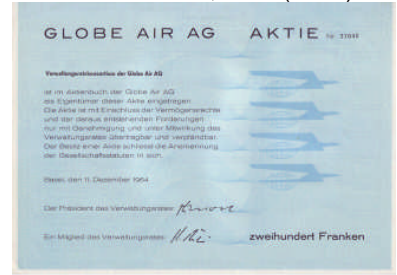 GLOBE AIR AG AKTIE Nr
Verwaltungsratskonsortium der Globe Air AG
ist im Aktienbuch der Globe Air AG
als Eigentümer dieser Aktie eingetragen.
Die Aktie ist mit Einschluss der Vermögensrechte
und der daraus entstehenden Forderungen
nur mit Genehmigung und unter Mitwirkung des
Verwaltungsrates übertragbar und verpfändbar.
Der Besitz einer Aktie schliesst die Anerkennung
der Gesellschaftsstatuten in sich.
Basel, den 11. Dezember 1964
Der Präsident des Verwaltungsrates:
Ein Mitglied des Verwaltungsrates:
zweihundert Franken